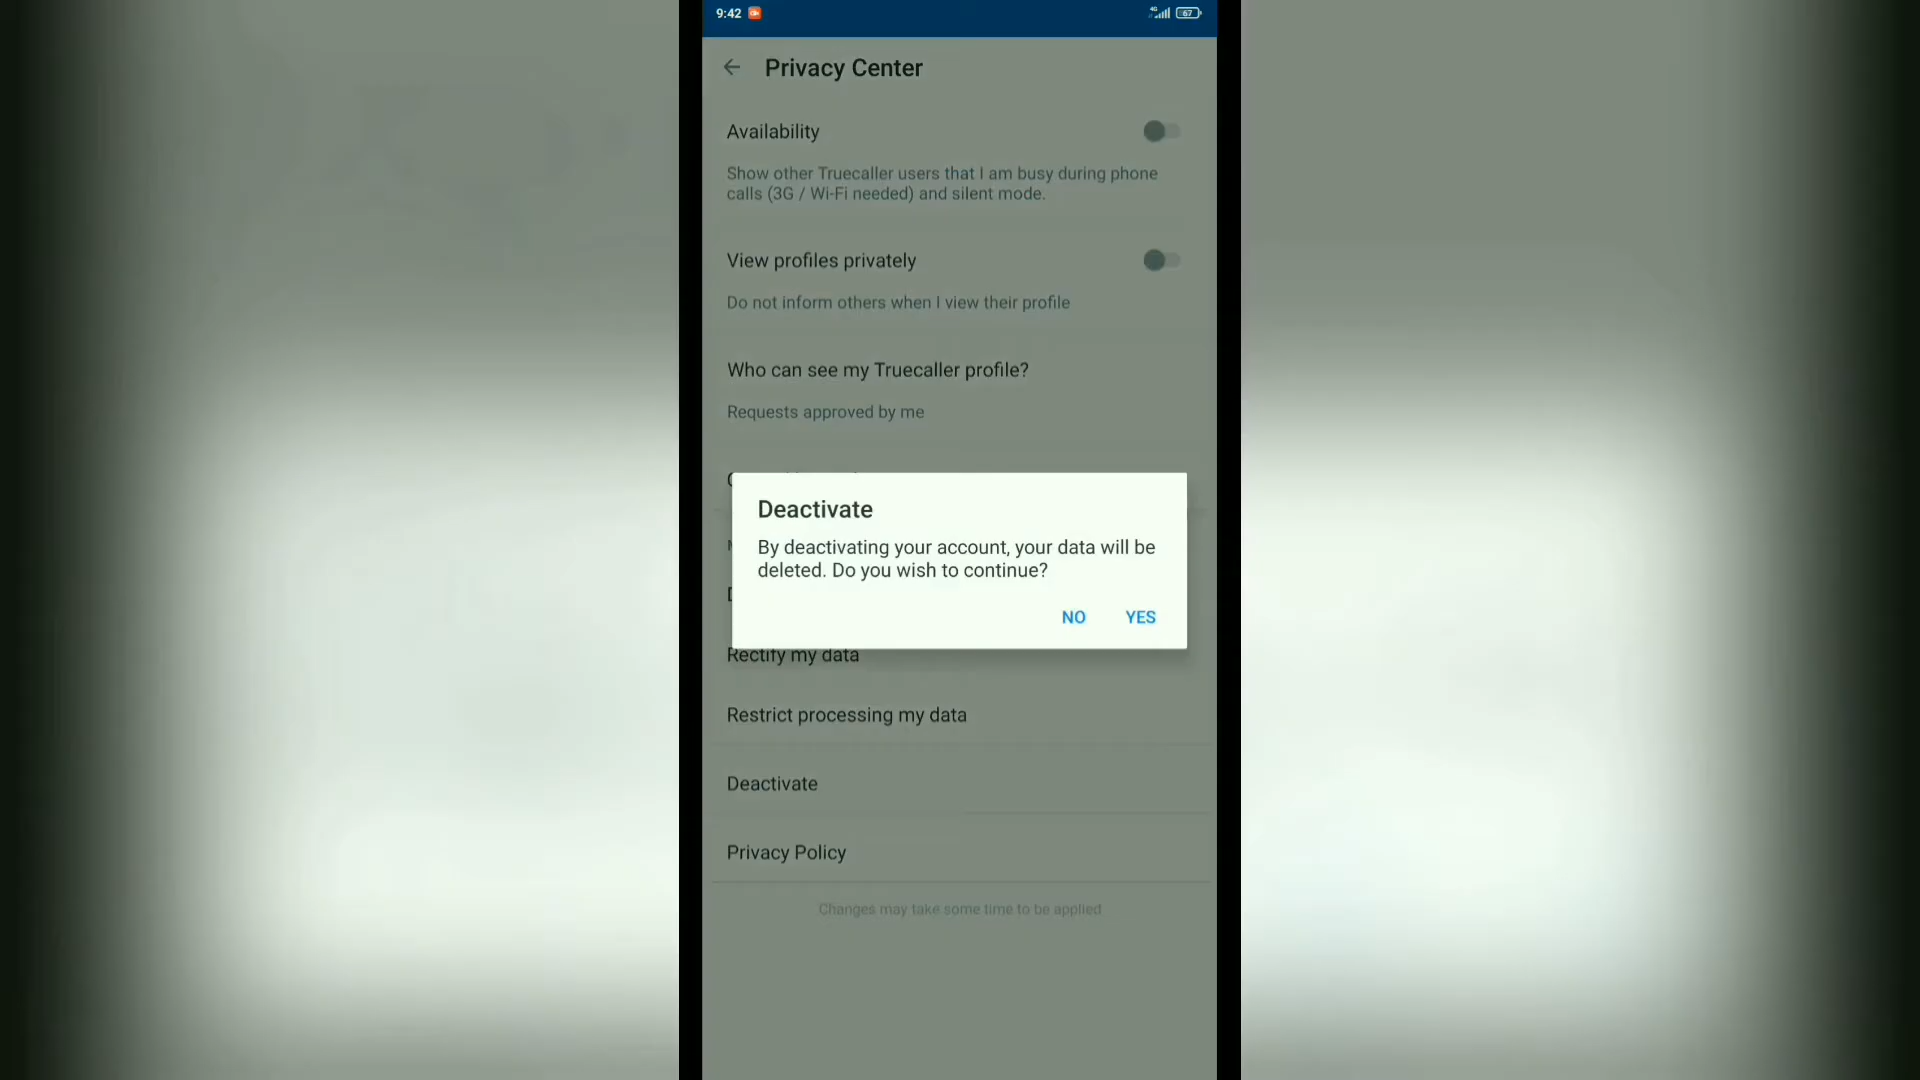 9:42
4G
67
Privacy Center
Availability
Show other Truecaller users that I am busy during phone
calls (3G / Wi-Fi needed) and silent mode.
View profiles privately
Do not inform others when I view their profile
Who can see my Truecaller profile?
Requests approved by me
Deactivate
By deactivating your account, your data will be
deleted. Do you wish to continue?
NO YES
Rectify my data
Restrict processing my data
Deactivate
Privacy Policy
Changes may take some time to be applied